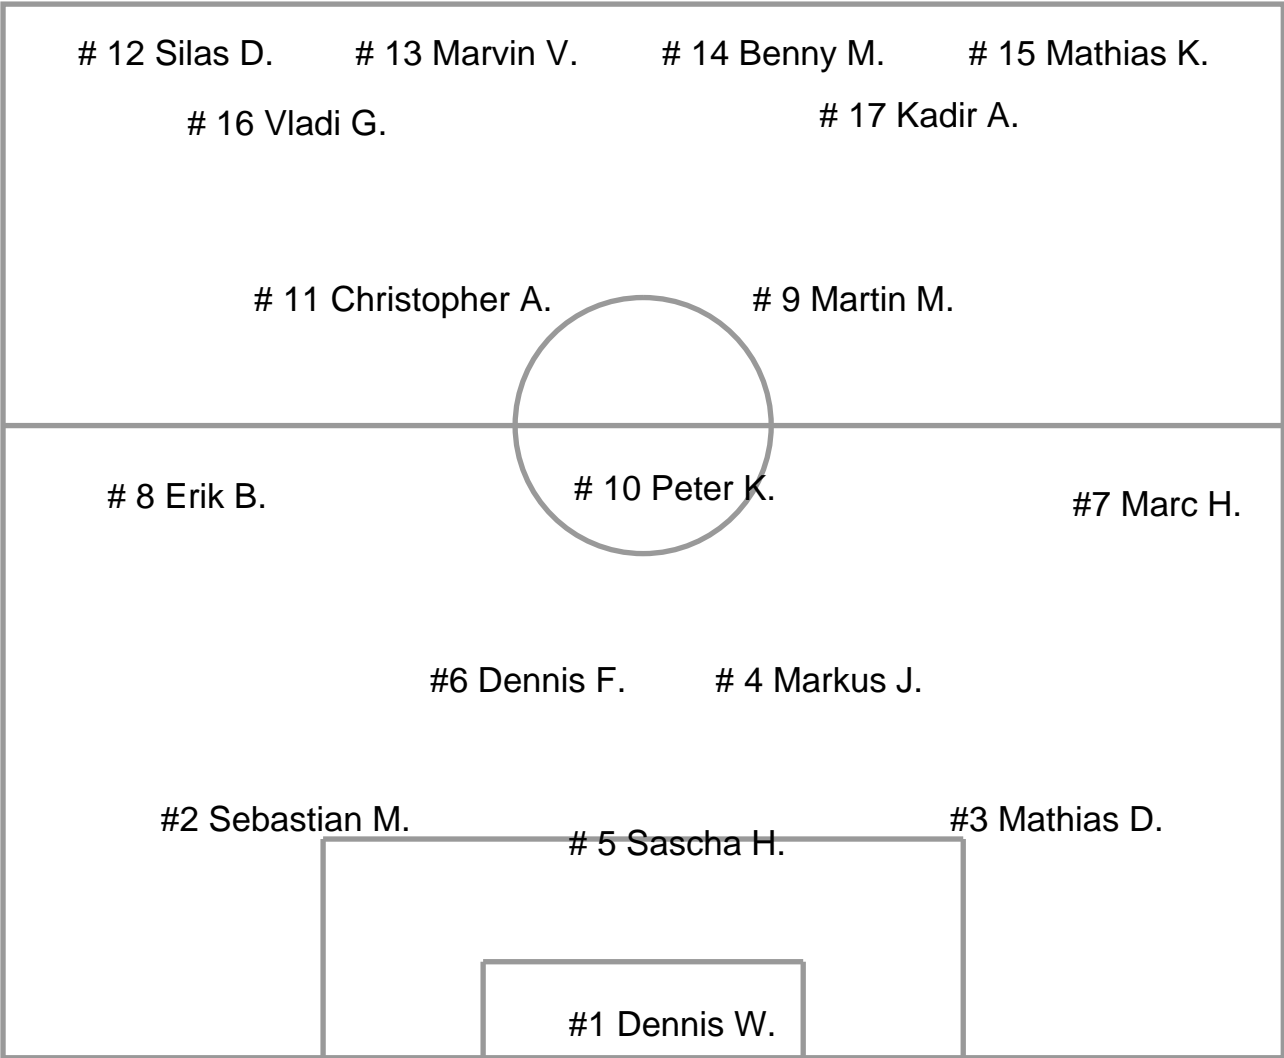 # 12 Silas D.
# 13 Marvin V.
# 14 Benny M.
# 15 Mathias K.
# 16 Vladi G.
# 17 Kadir A.
# 11 Christopher A.
# 9 Martin M.
# 8 Erik B.
# 10 Peter K.
#7 Marc H.
#6 Dennis F.
# 4 Markus J.
#2 Sebastian M.
# 5 Sascha H.
#3 Mathias D.
#1 Dennis W.